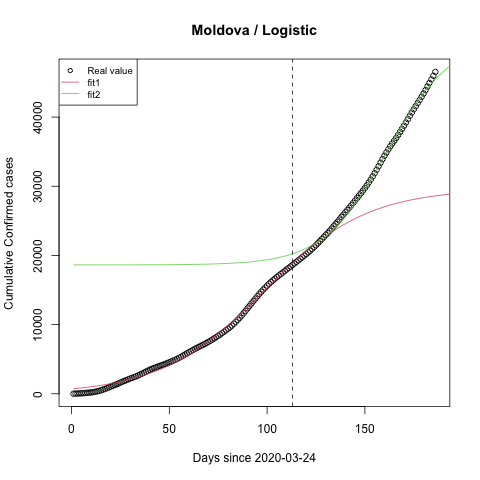 Moldova / Logistic
Real value
fit1
fit2
Cumulative Confirmed cases
40000
30000
20000
10000
0
0 50 100 150
Days since 2020-03-24